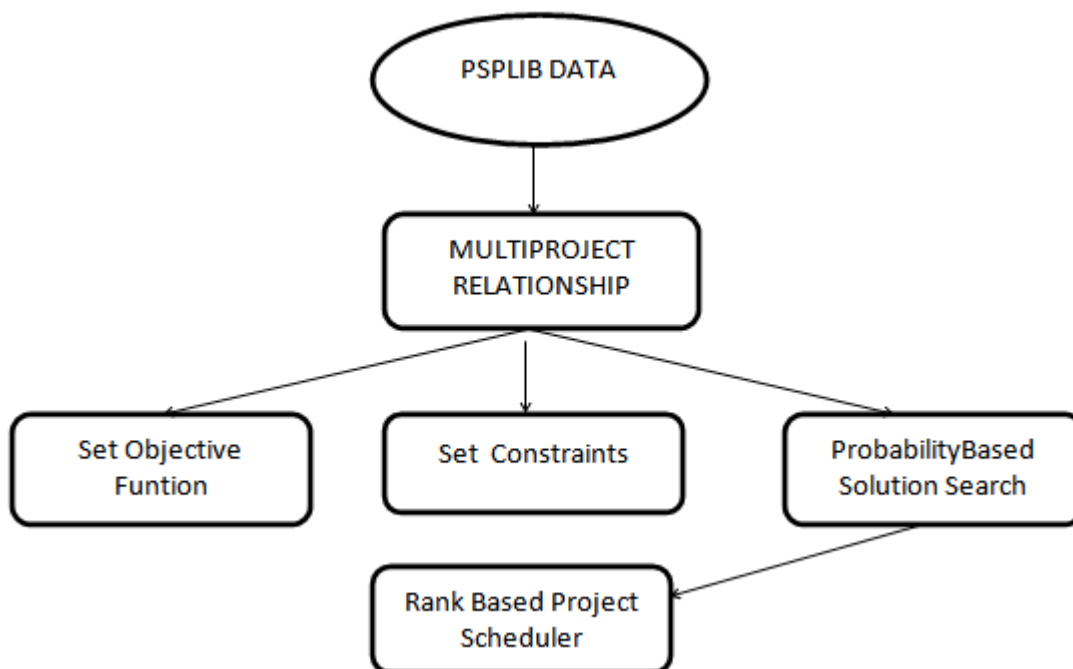 PSPLIB DATA
MULTIPROJECT
RELATIONSHIP
Set Objective
Funtion
Set  Constraints
ProbabilityBased
Solution Search
Rank Based Project
Scheduler